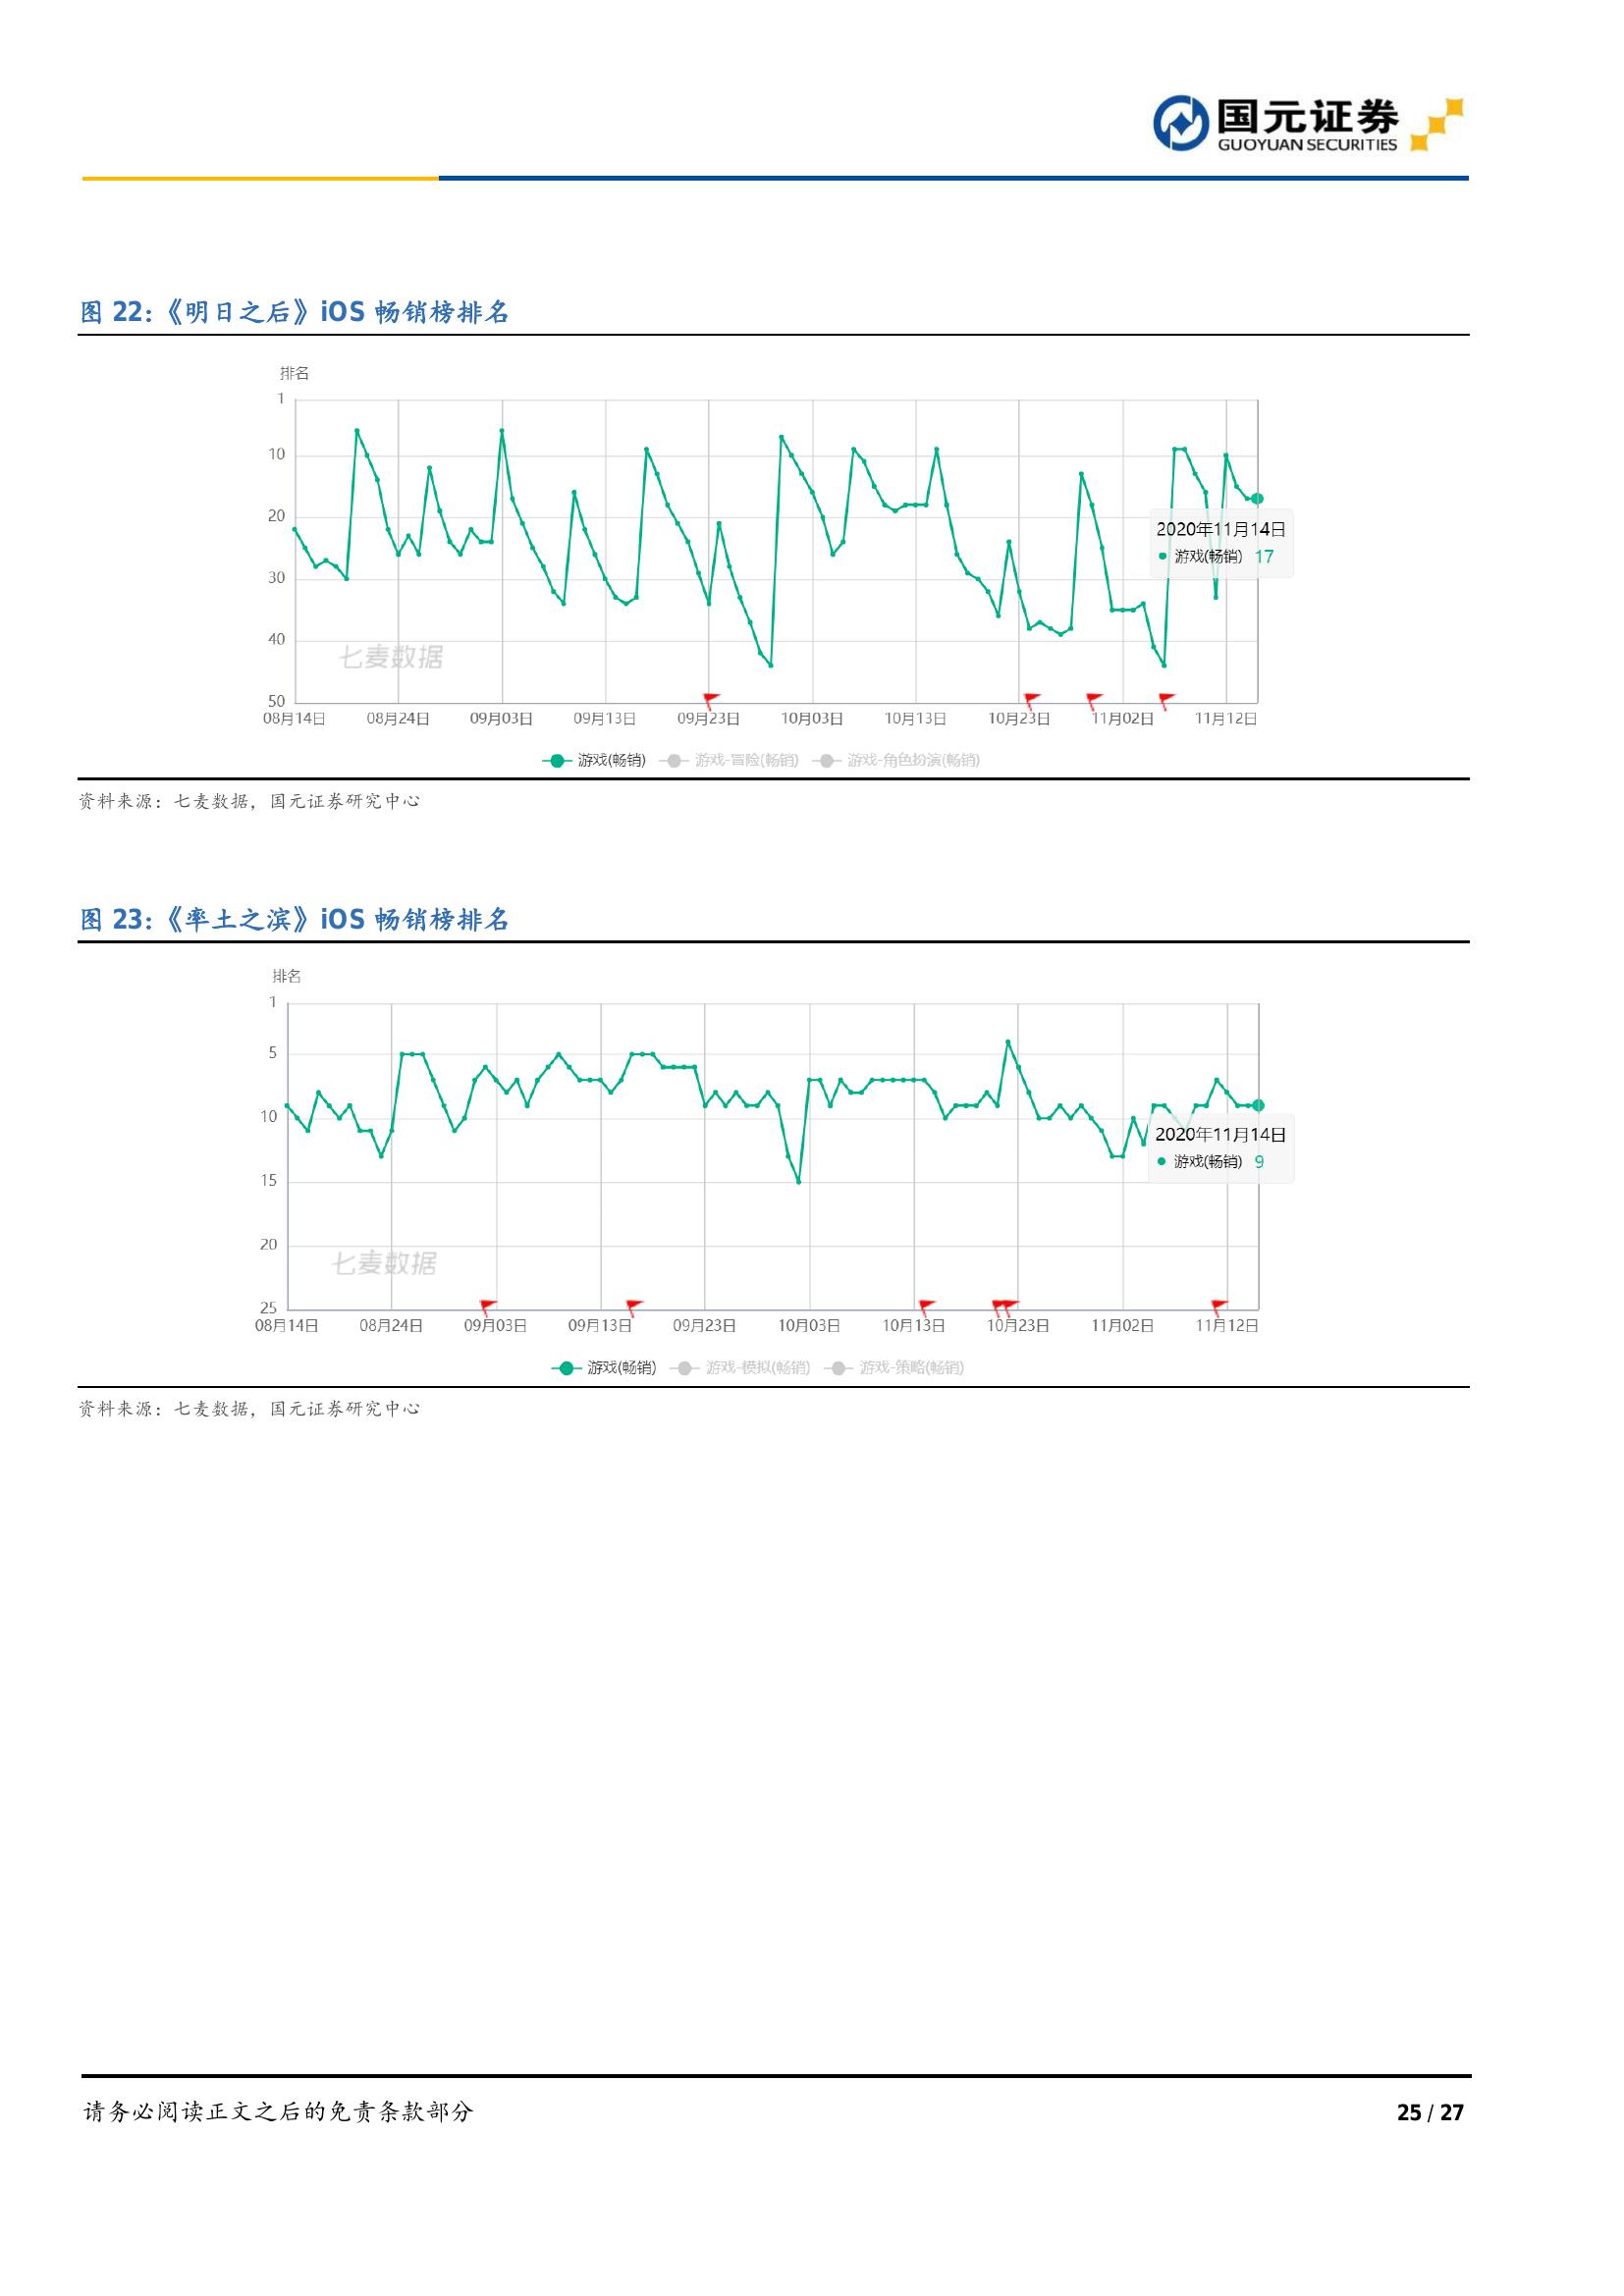 国元证券
GUOYUAN SECURITIES
图 22：《明日之后》iOS 畅销榜排名
排名
1
10
20
30
40
50
2020年11月14日
游戏(畅销) 17
七麦数据
08月14日 08月24日 09月03日 09月13日 09月23日 10月03日 10月13日 10月23日 11月02日 11月12日
游戏(畅销) 游戏-冒险(畅销) 游戏-角色扮演(畅销)
资料来源：七麦数据，国元证券研究中心
图 23：《率土之滨》iOS 畅销榜排名
排名
1
5
10
15
20
25
2020年11月14日
游戏(畅销) 9
七麦数据
08月14日 08月24日 09月03日 09月13日 09月23日 10月03日 10月13日 10月23日 11月02日 11月12日
游戏(畅销) 游戏-模拟(畅销) 游戏-策略(畅销)
资料来源：七麦数据，国元证券研究中心
请务必阅读正文之后的免责条款部分
25 / 27